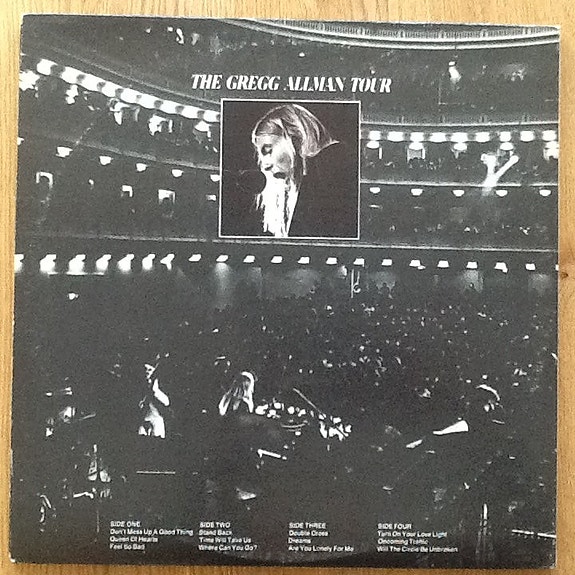 THE GREGG ALLMAN TOUR
SIDE ONE
Don't Mess Up A Good Thing
Queen Of Hearts
Feel So Bad
SIDE TWO
Stand Back
Time Will Take Us
Where Can You Go?
SIDE THREE
Double Cross
Dreams
Are You Lonely For Me
SIDE FOUR
Turn On Your Love Light
Oncoming Traffic
Will The Circle Be Unbroken